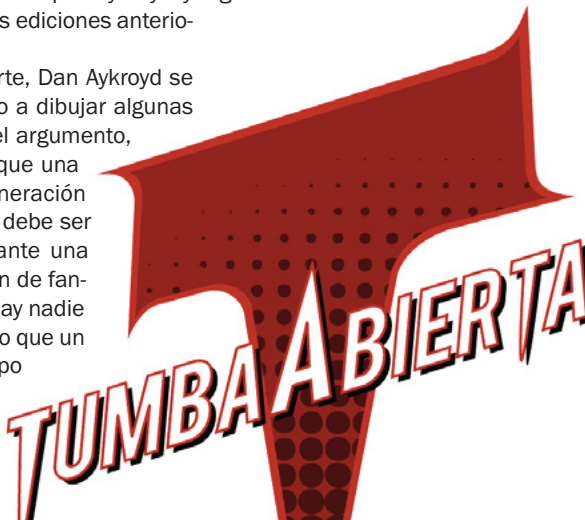 s ediciones anterio-
rte, Dan Aykroyd se
o a dibujar algunas
el argumento,
que una
neración
debe ser
ante una
n de fan-
ay nadie
o que un
po
TUMBA ABIERTA